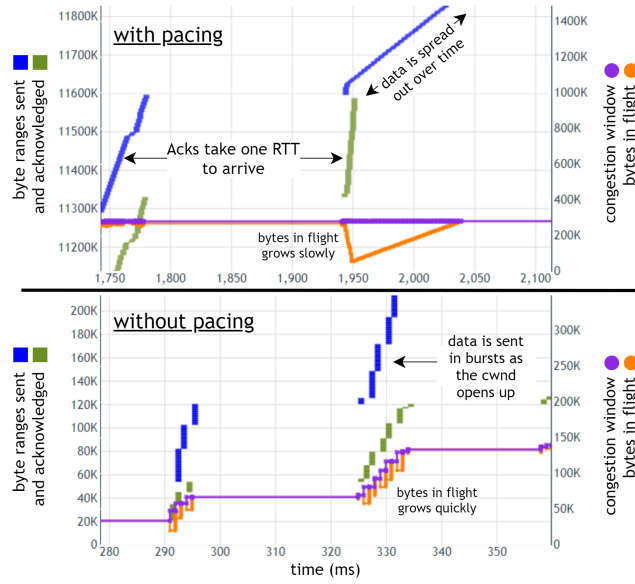 with pacing
11800K
11700K
11600K
11500K
11400K
11300K
11200K
1400K
1200K
1000K
800K
600K
400K
200K
0
byte ranges sent
and acknowledged
congestion window
bytes in flight
data is spread
out over time
Acks take one RTT
to arrive
bytes in flight
grows slowly
1,750 1,800 1,850 1,900 1,950 2,000 2,050 2,100
without pacing
200K
180K
160K
140K
120K
100K
80K
60K
40K
20K
0
300K
250K
200K
150K
100K
50K
0
byte ranges sent
and acknowledged
congestion window
bytes in flight
data is sent
in bursts as
the cwnd
opens up
bytes in flight
grows quickly
280 290 300 310 320 330 340 350
time (ms)